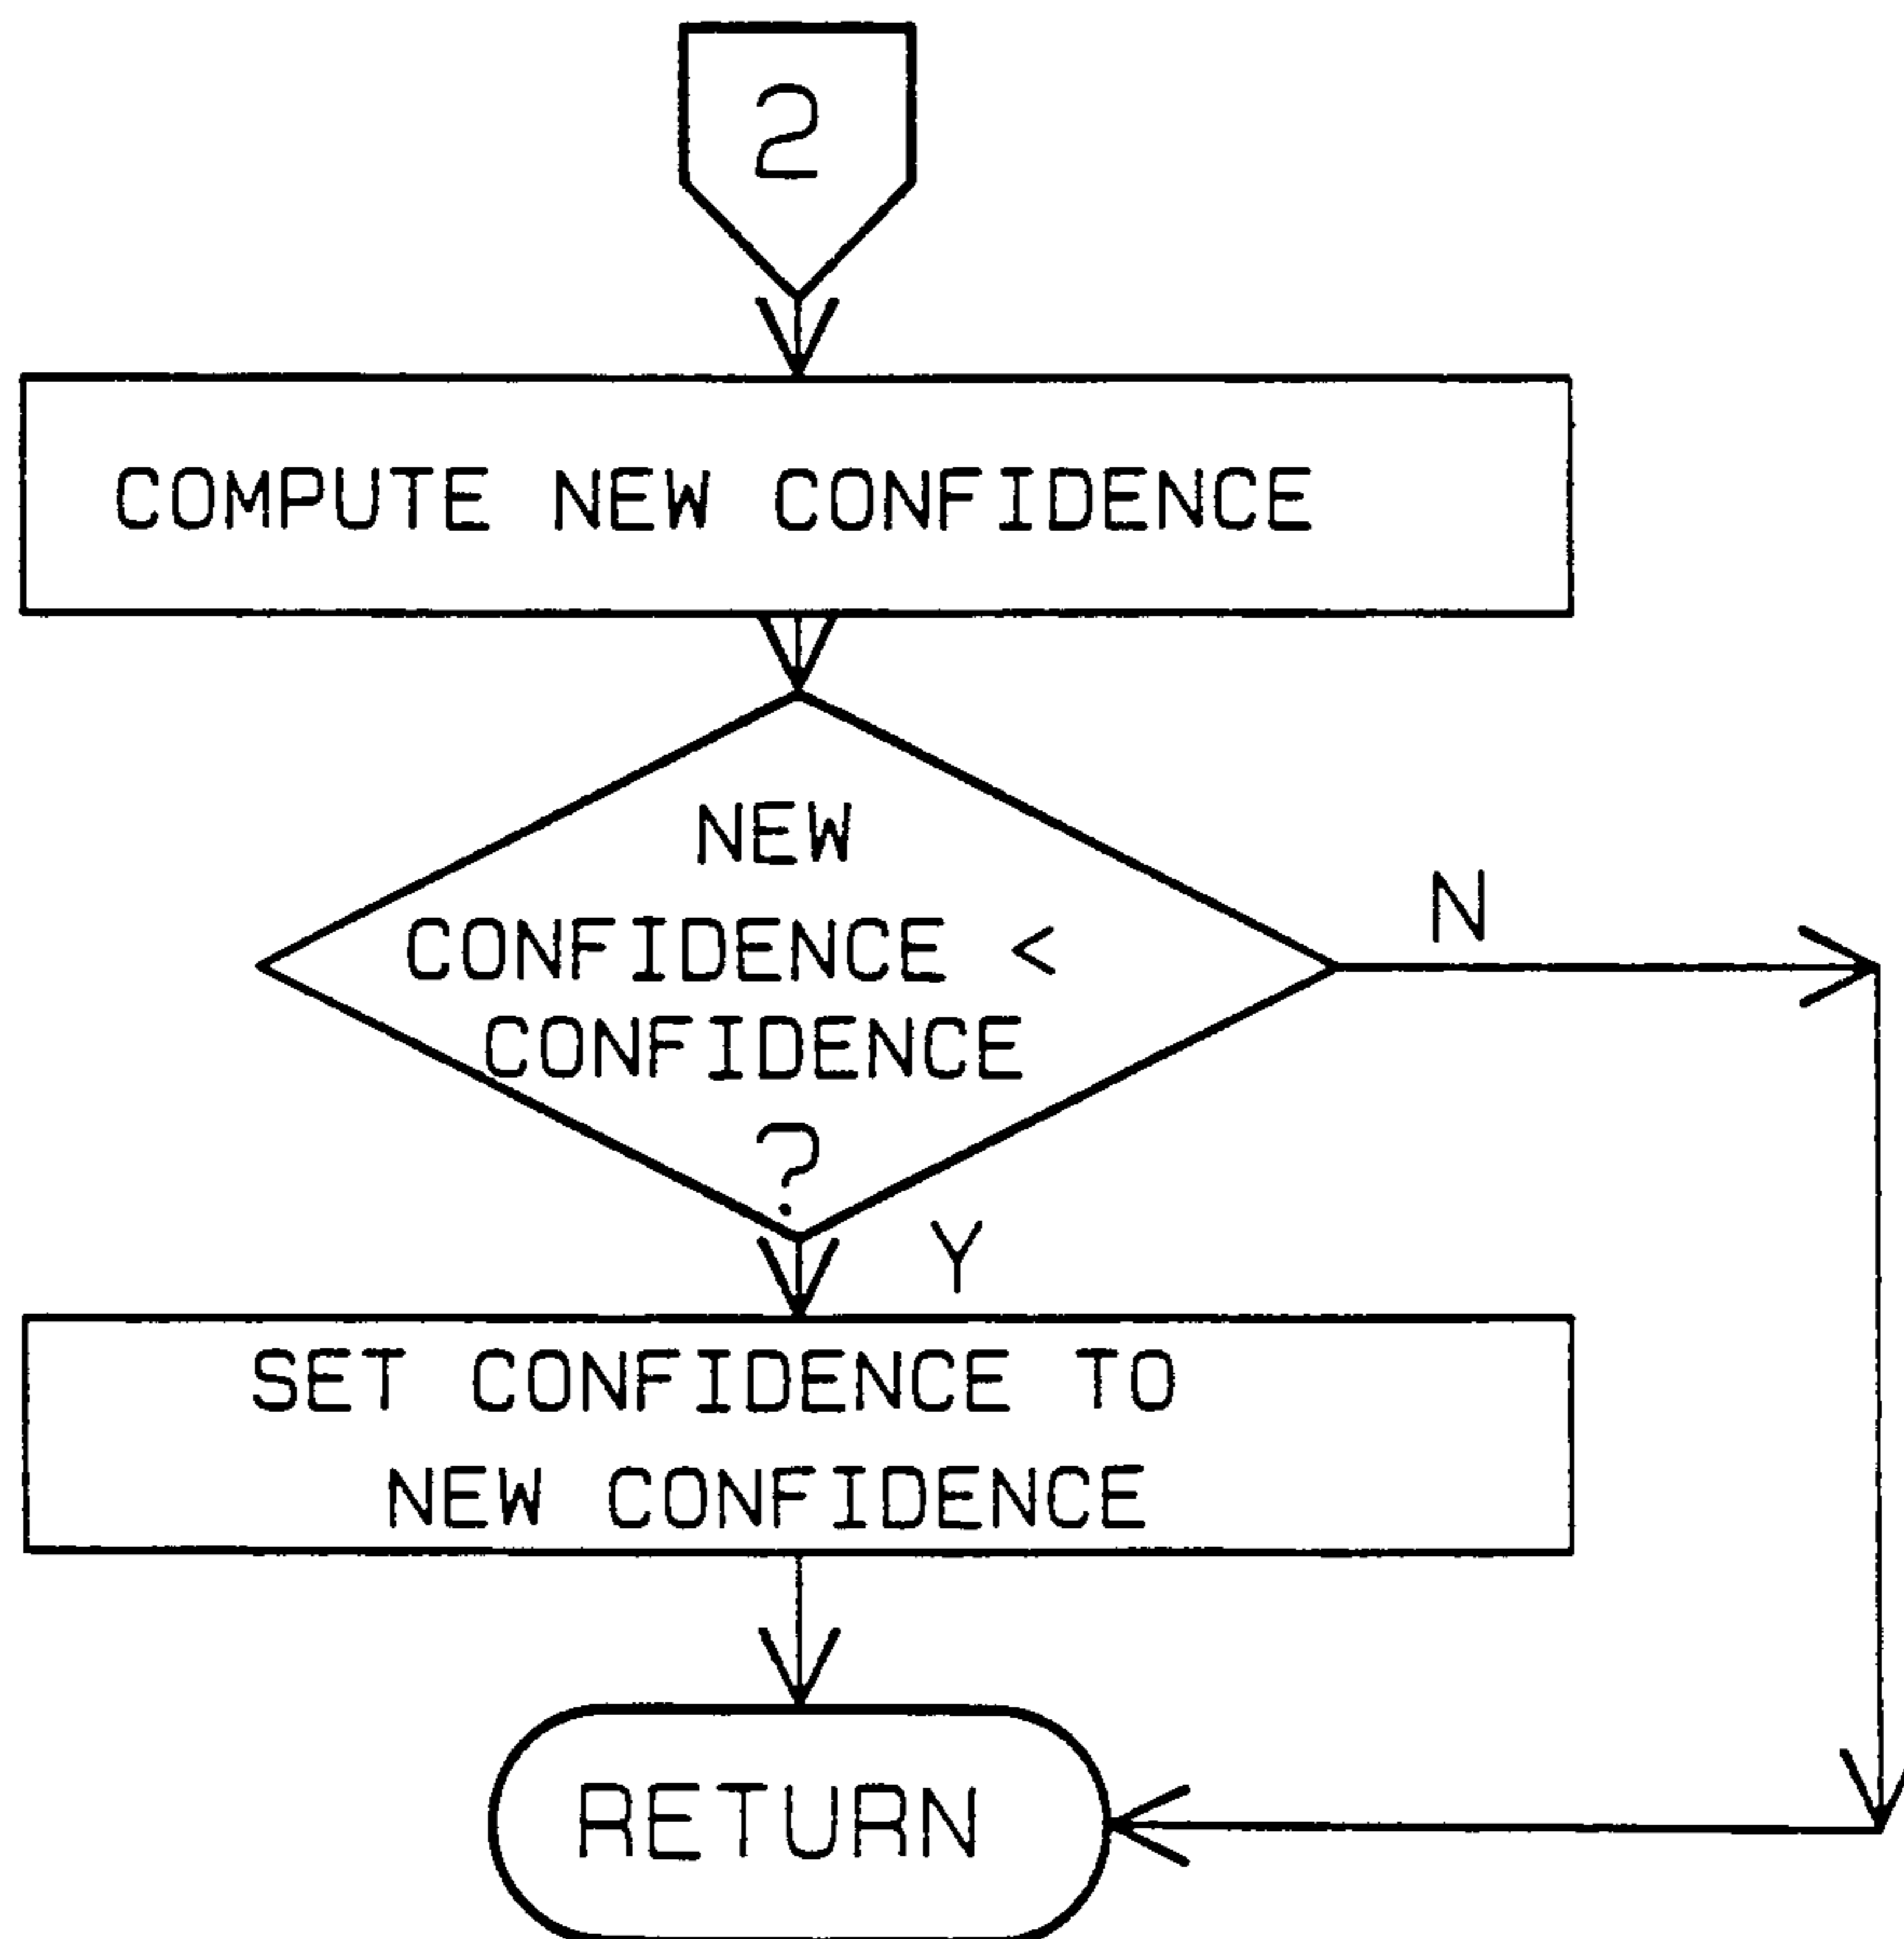 2
COMPUTE NEW CONFIDENCE
NEW
CONFIDENCE <
CONFIDENCE
?
N
Y
SET CONFIDENCE TO
NEW CONFIDENCE
RETURN